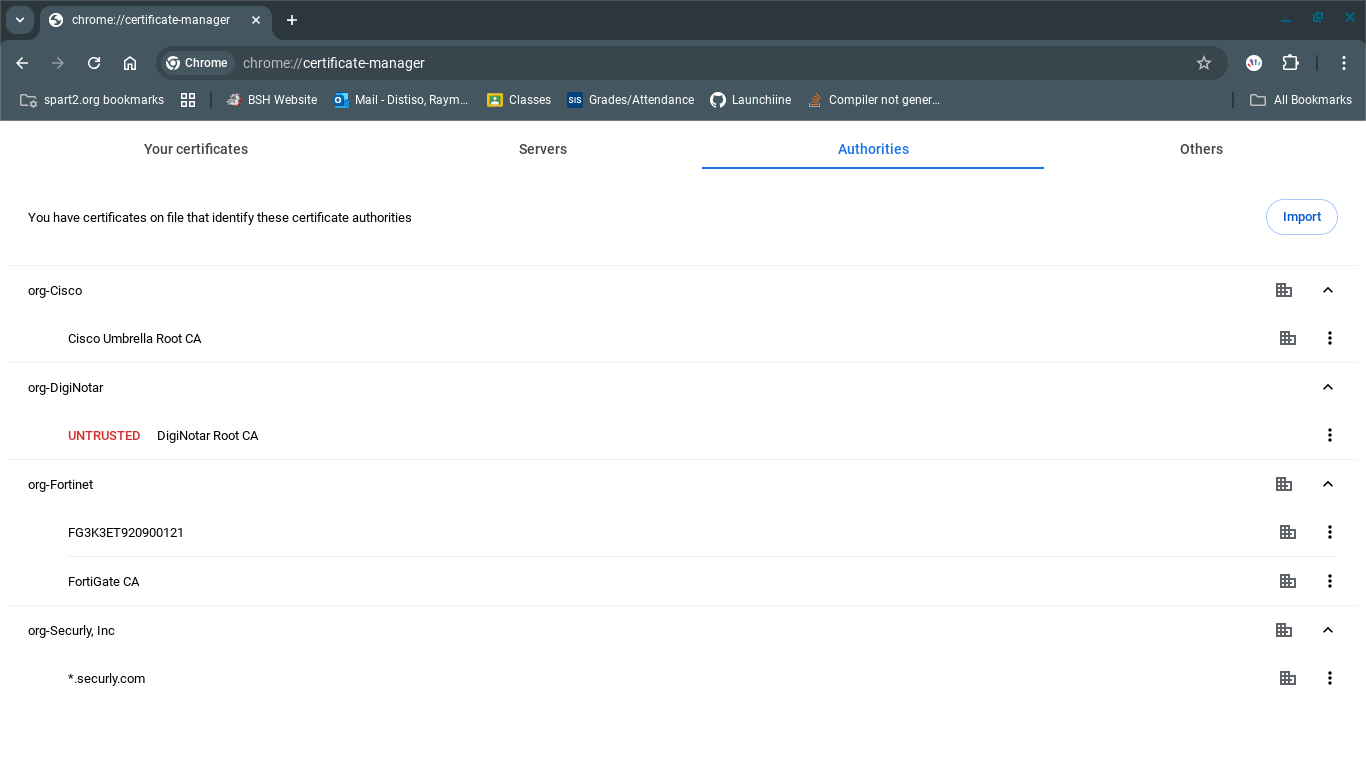 chrome://certificate-manager
Chrome chrome://certificate-manager
spart2.org bookmarks BSH Website Mail - Distiso, Raym... Classes SIS Grades/Attendance Launchiine Compiler not gener... All Bookmarks
Your certificates Servers Authorities Others
You have certificates on file that identify these certificate authorities Import
org-Cisco
Cisco Umbrella Root CA
org-DigiNotar
UNTRUSTED DigiNotar Root CA
org-Fortinet
FG3K3ET920900121
FortiGate CA
org-Securly, Inc
*.securly.com